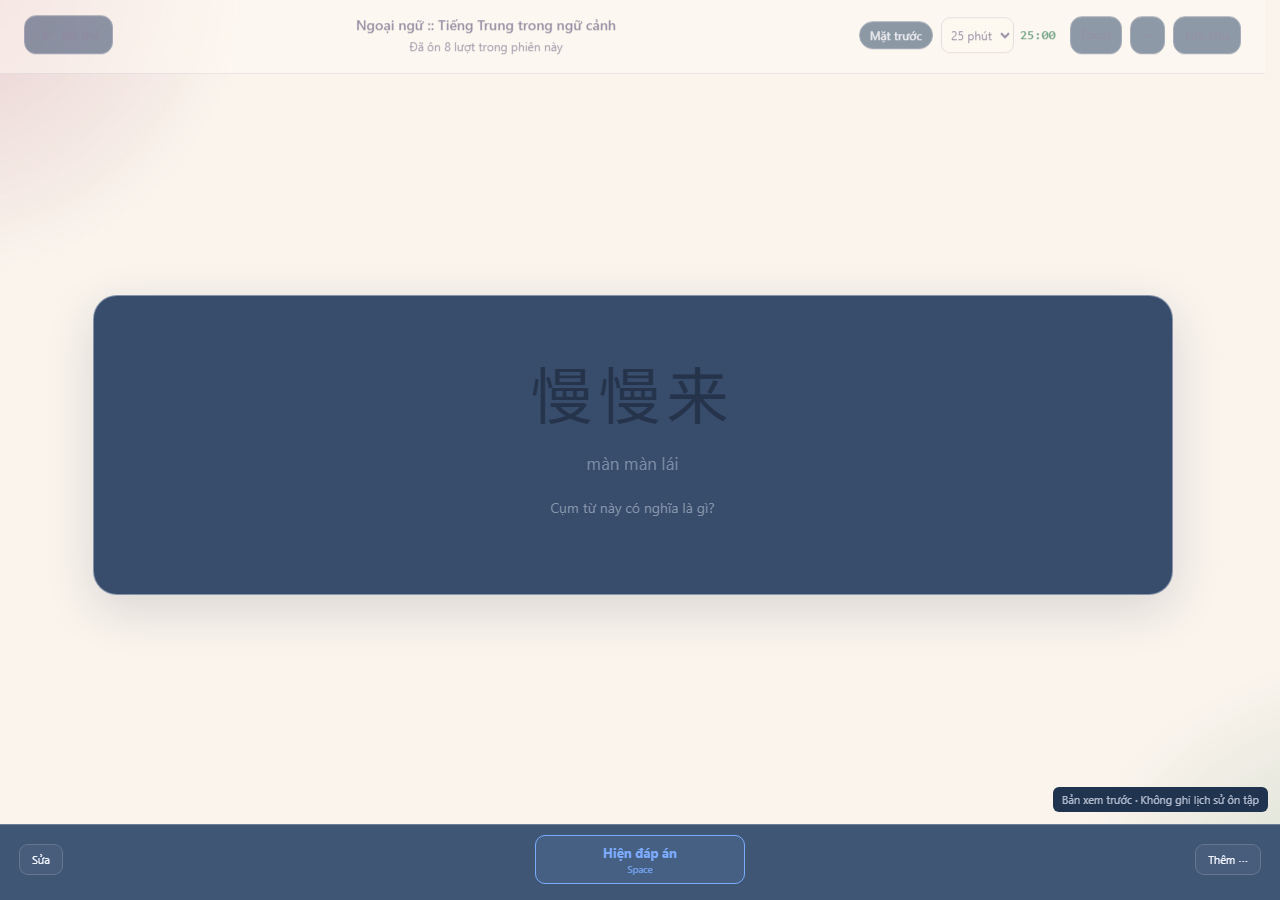 Ngoại ngữ :: Tiếng Trung trong ngữ cảnh
Đã ôn 8 lượt trong phiên này
Mặt trước
25 phút
25:00
慢慢来
màn màn lái
Cụm từ này có nghĩa là gì?
Bản xem trước · Không ghi lịch sử ôn tập
Sửa
Hiện đáp án
Space
Thêm ···